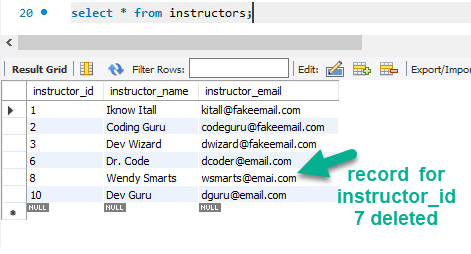 20 select * from instructors;
Result Grid Filter Rows: Edit: Export/Impor
instructor_id instructor_name instructor_email
1 Iknow Itall kitall@fakeemail.com
2 Coding Guru codeguru@fakeemail.com
3 Dev Wizard dwizard@fakeemail.com
6 Dr. Code dcoder@email.com
8 Wendy Smarts wsmarts@emai.com
10 Dev Guru dguru@email.com
NULL NULL NULL
record for
instructor_id
7 deleted